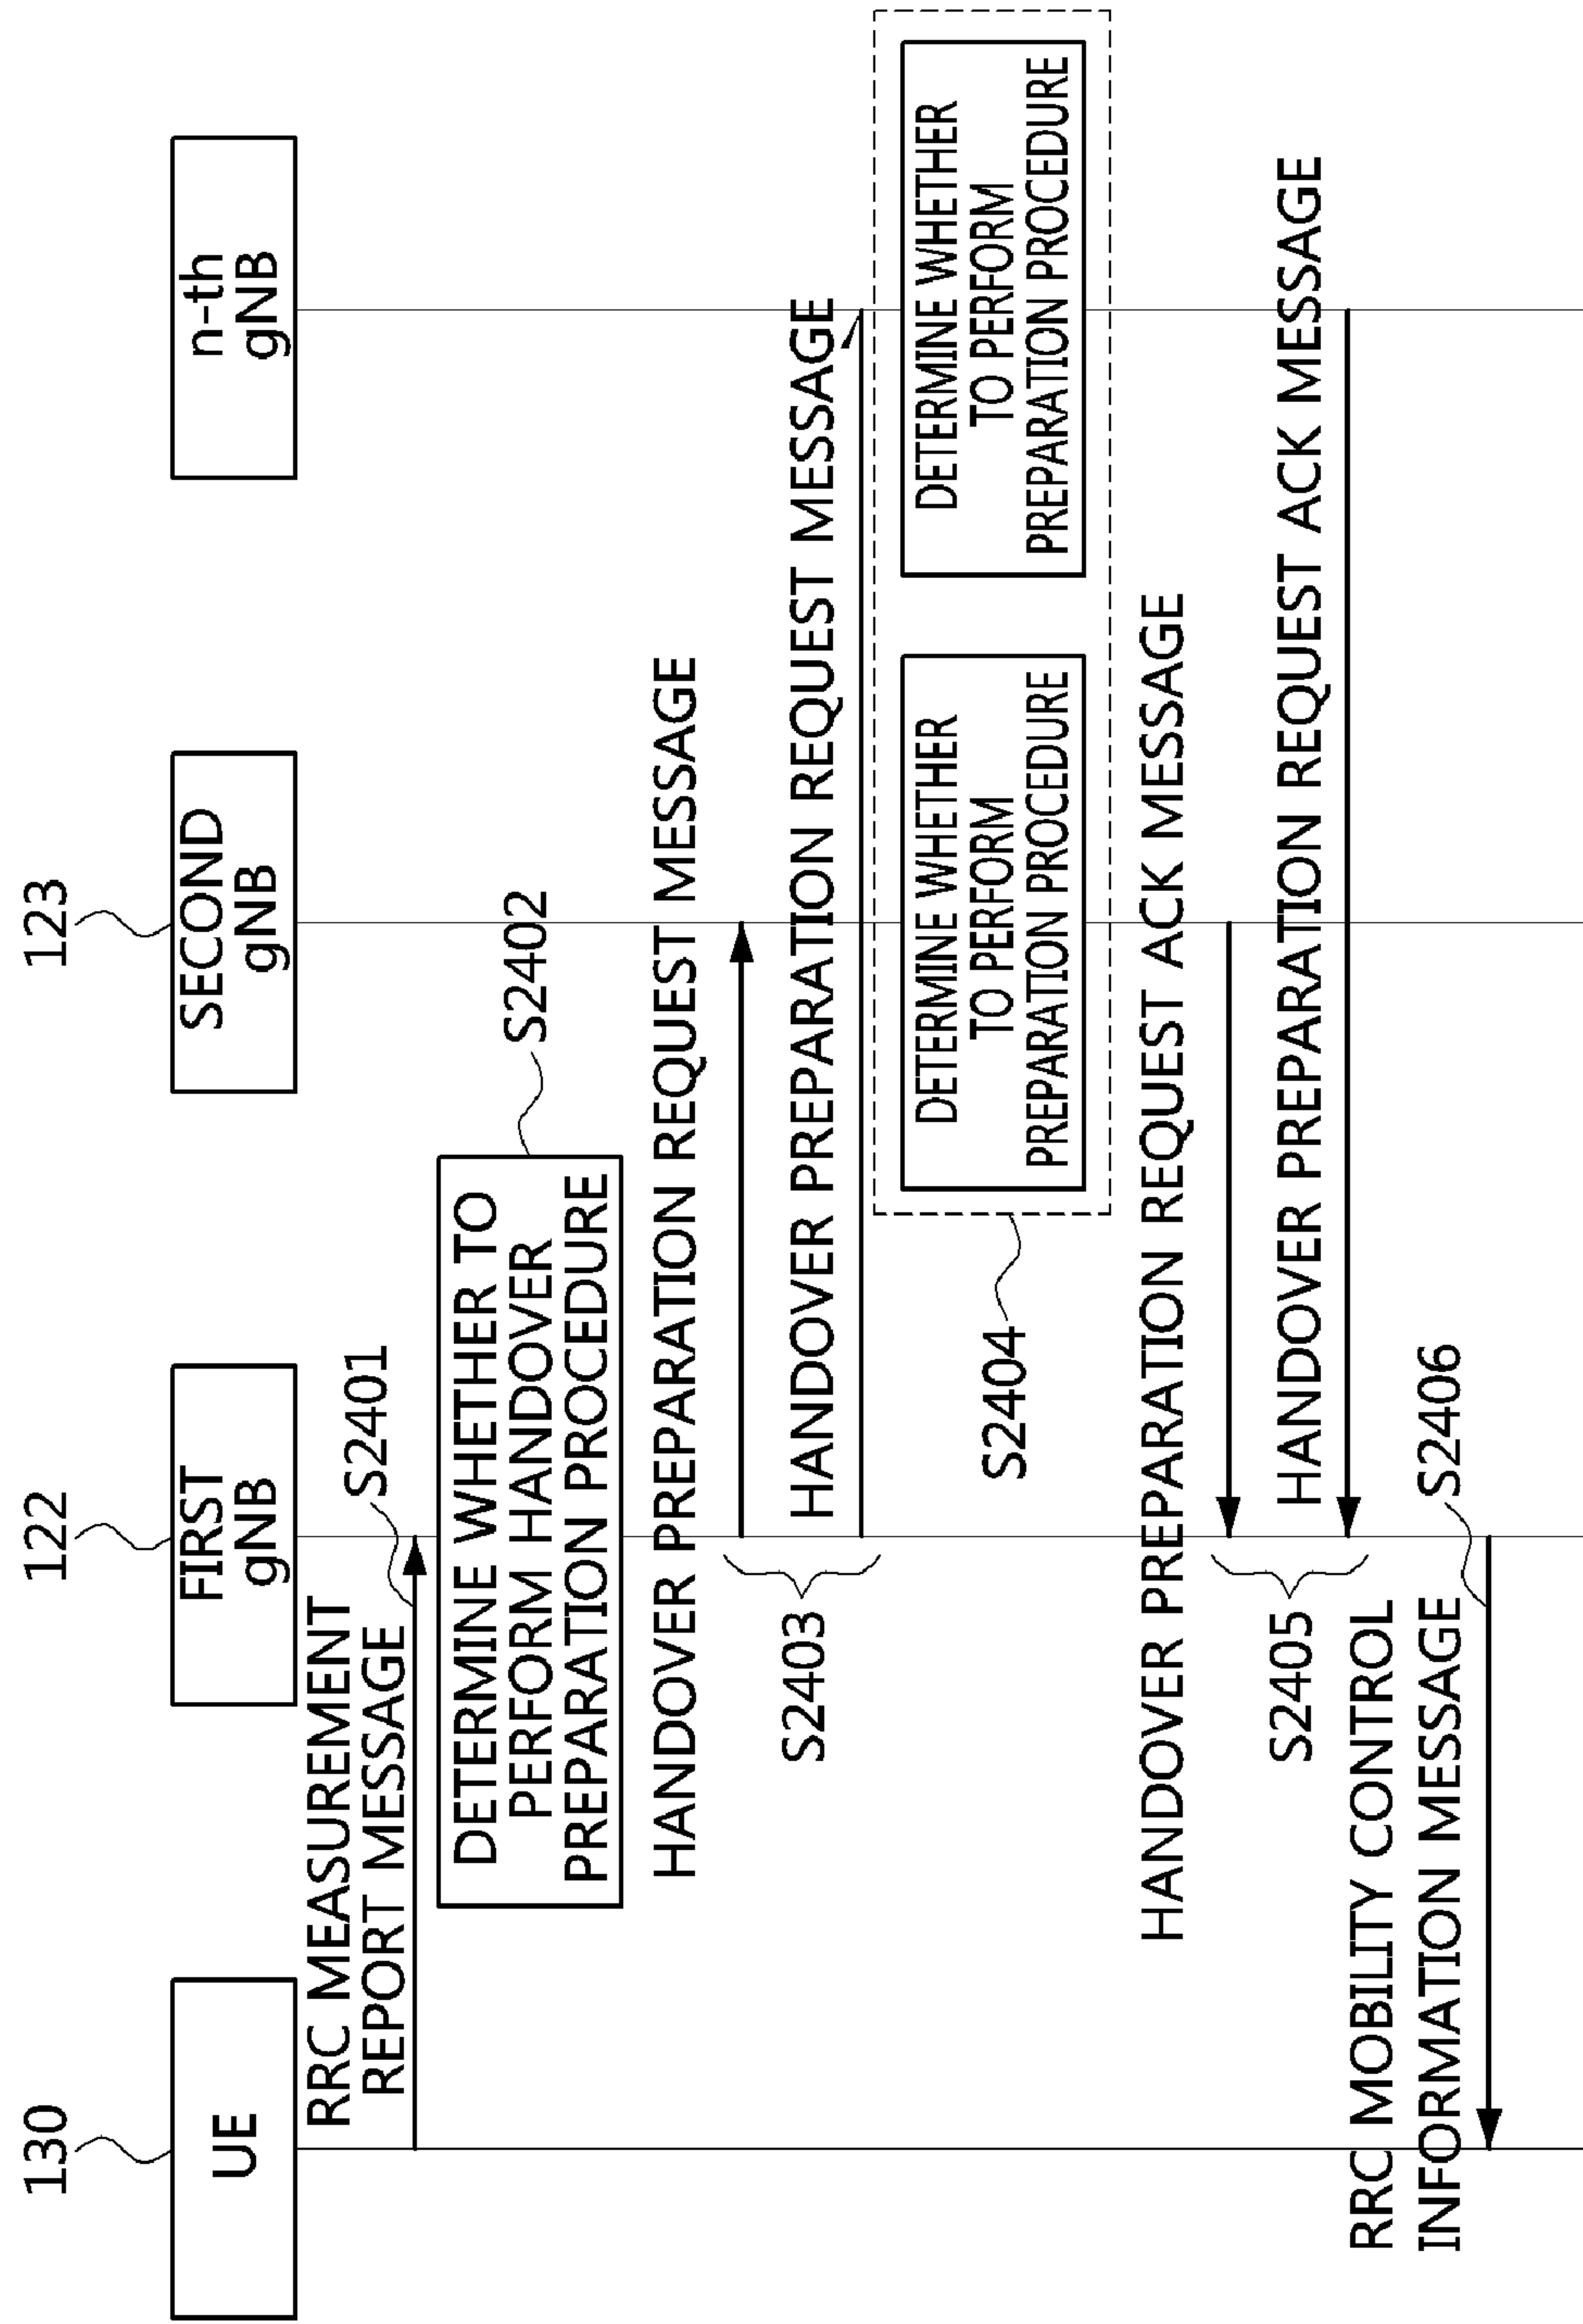 130
122
123
UE
FIRST
gNB
SECOND
gNB
n-th
gNB
RRC MEASUREMENT
REPORT MESSAGE
S2401
DETERMINE WHETHER TO
PERFORM HANDOVER
PREPARATION PROCEDURE
S2402
HANDOVER PREPARATION REQUEST MESSAGE
HANDOVER PREPARATION REQUEST MESSAGE
S2403
DETERMINE WHETHER
TO PERFORM
PREPARATION PROCEDURE
DETERMINE WHETHER
TO PERFORM
PREPARATION PROCEDURE
S2404
HANDOVER PREPARATION REQUEST ACK MESSAGE
HANDOVER PREPARATION REQUEST ACK MESSAGE
S2405
RRC MOBILITY CONTROL
INFORMATION MESSAGE
S2406